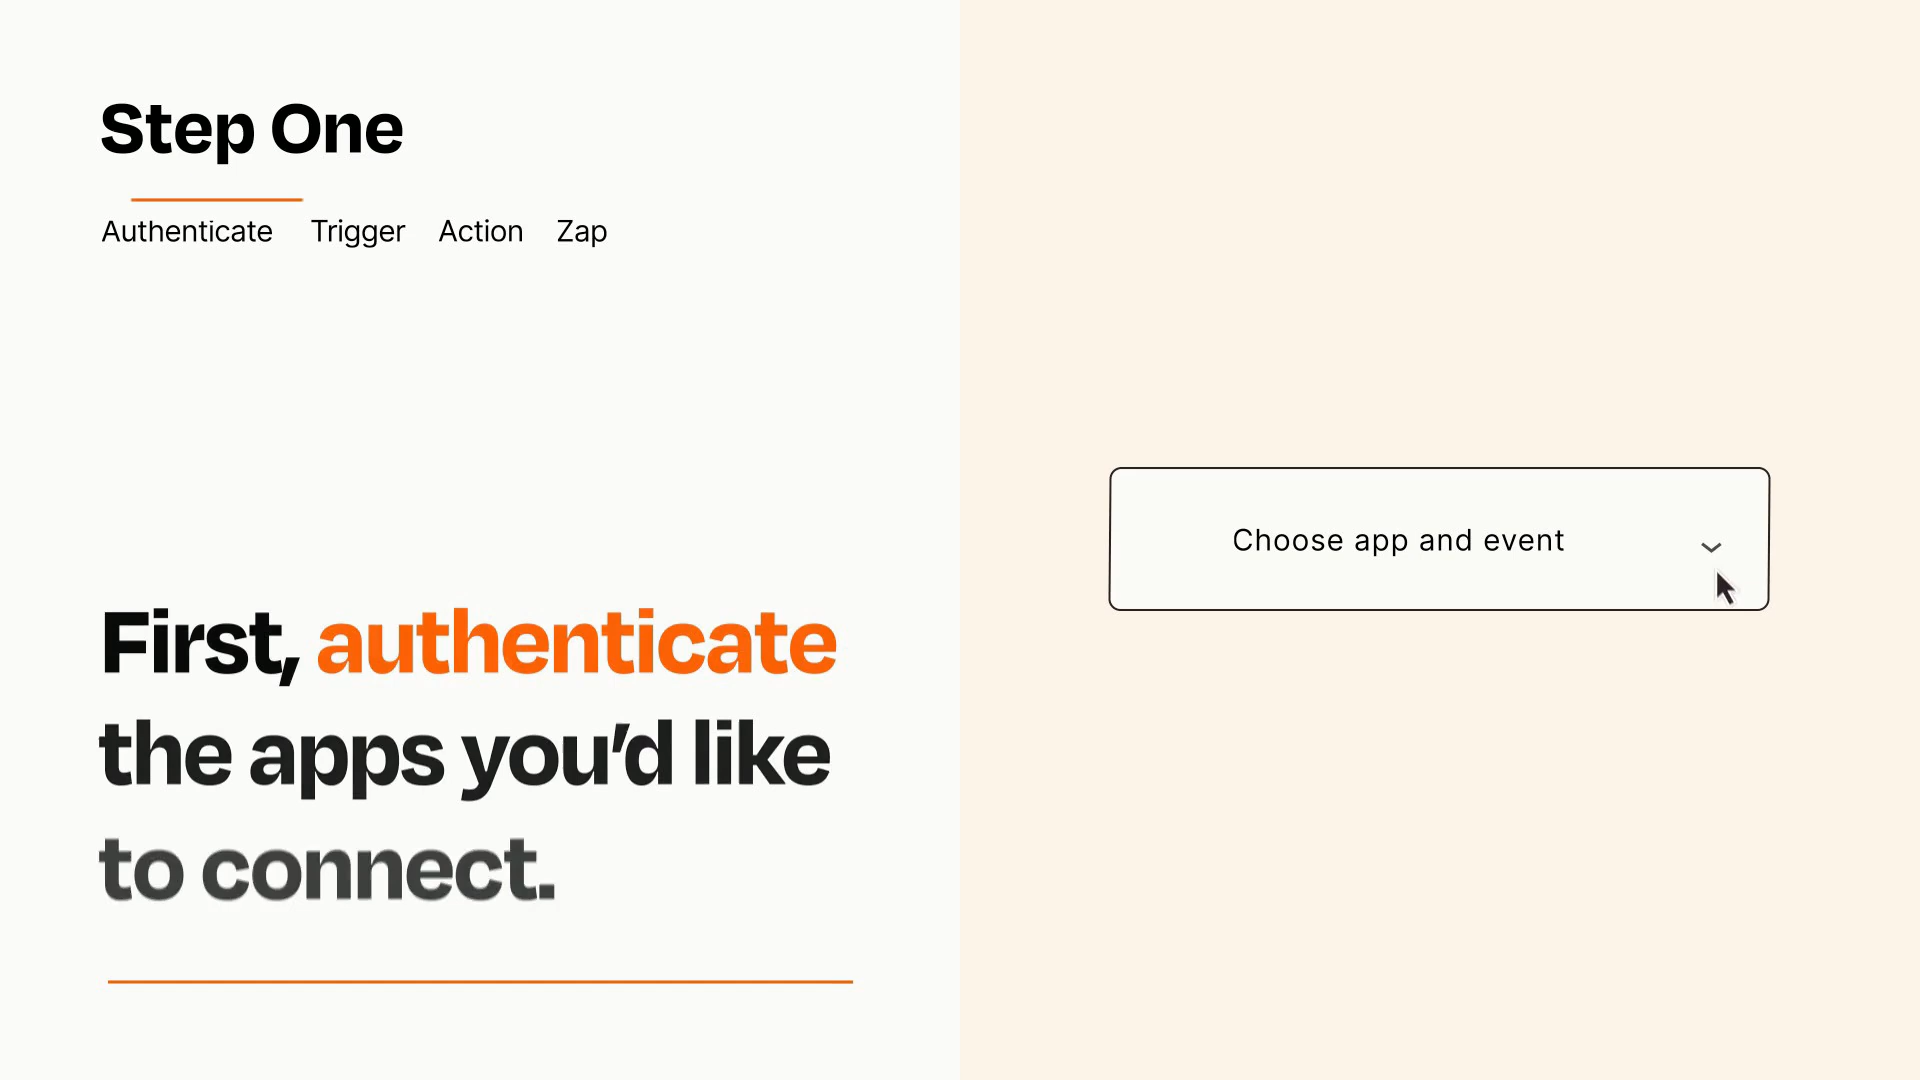 Step One
Authenticate Trigger Action Zap
First, authenticate
the apps you’d like
to connect.
Choose app and event